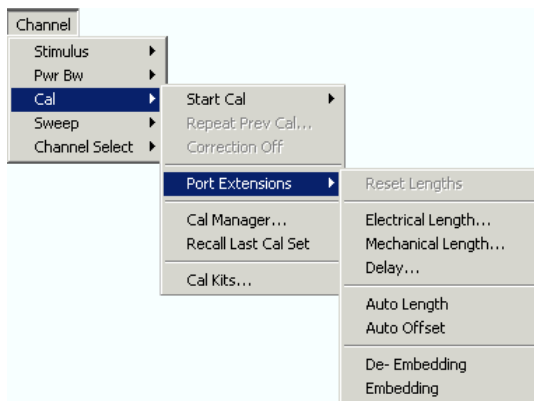 Channel
Stimulus
Pwr Bw
Cal
Sweep
Channel Select
Start Cal
Repeat Prev Cal...
Correction Off
Port Extensions
Cal Manager...
Recall Last Cal Set
Cal Kits...
Reset Lengths
Electrical Length...
Mechanical Length...
Delay...
Auto Length
Auto Offset
De- Embedding
Embedding